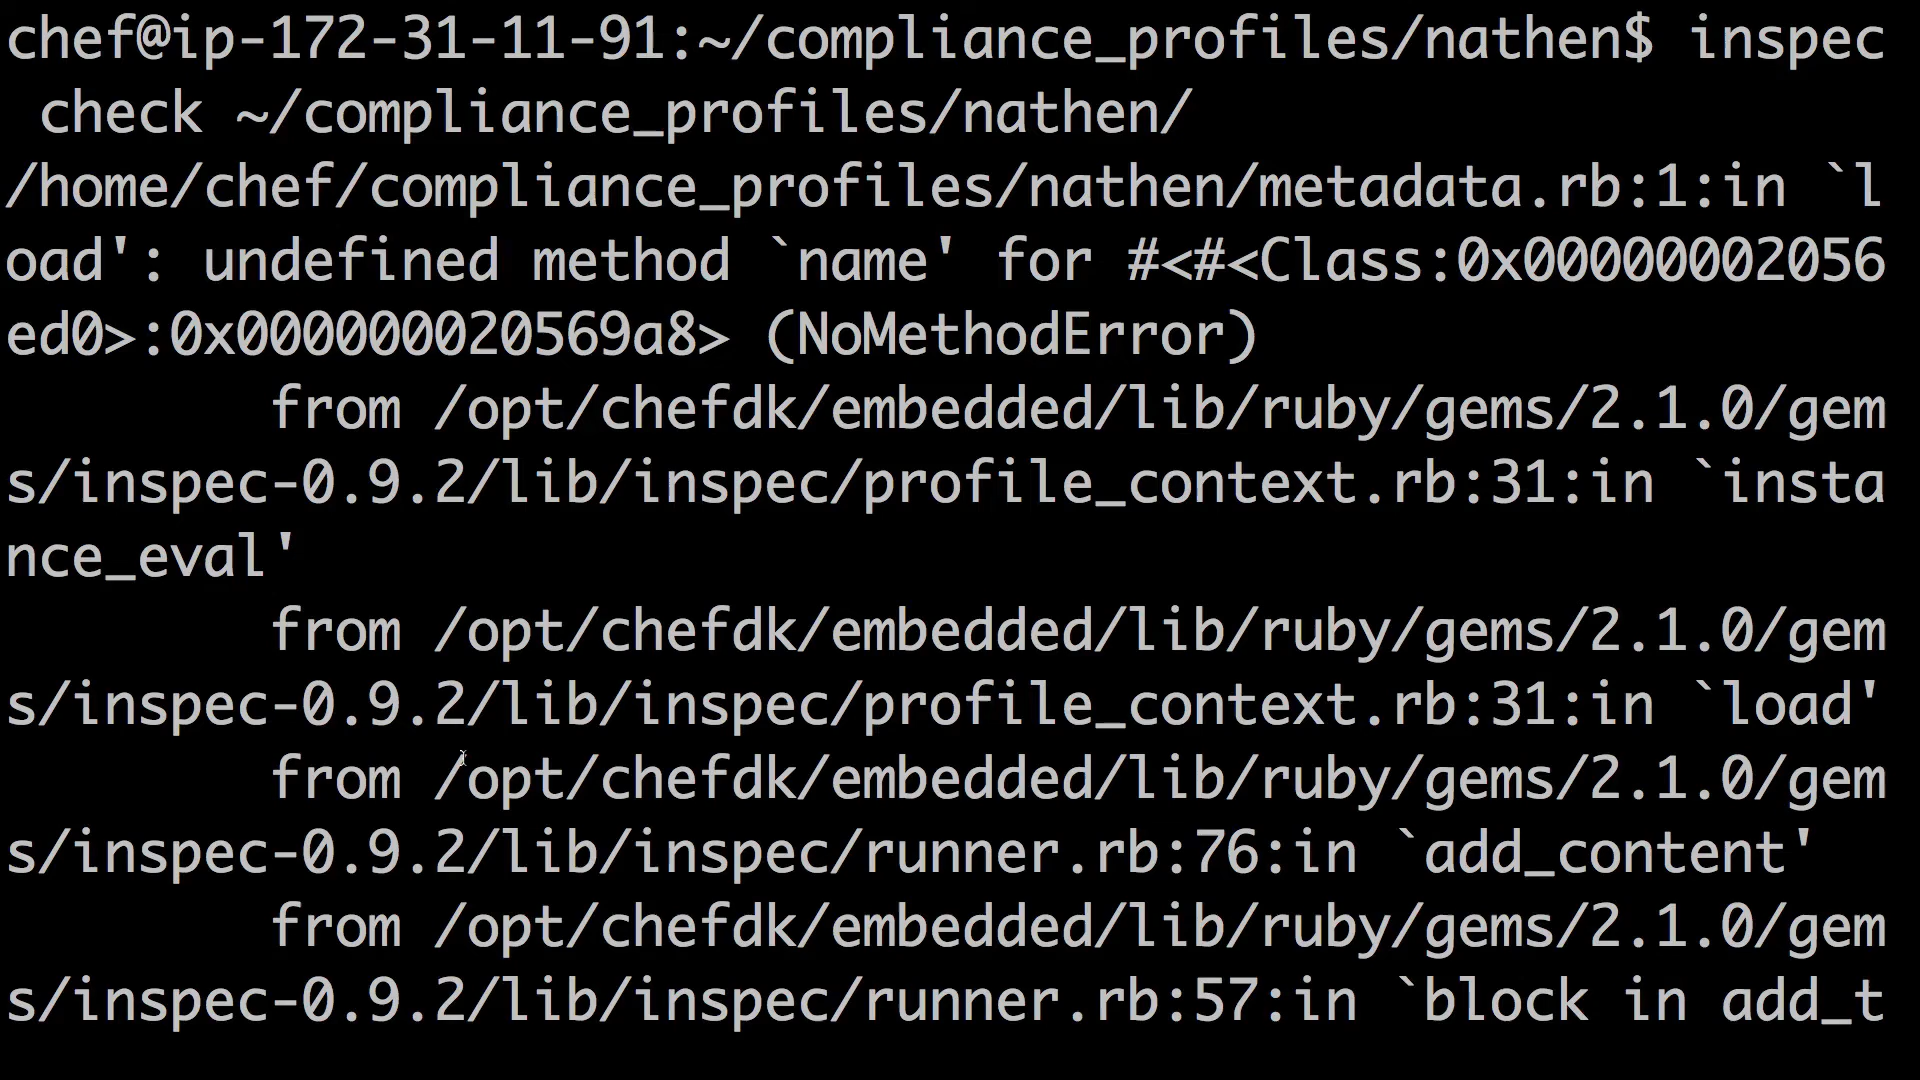 chef@ip-172-31-11-91:~/compliance_profiles/nathen$ inspec
 check ~/compliance_profiles/nathen/
/home/chef/compliance_profiles/nathen/metadata.rb:1:in `l
oad': undefined method `name' for #<#<Class:0x00000002056
ed0>:0x000000020569a8> (NoMethodError)
        from /opt/chefdk/embedded/lib/ruby/gems/2.1.0/gem
s/inspec-0.9.2/lib/inspec/profile_context.rb:31:in `insta
nce_eval'
        from /opt/chefdk/embedded/lib/ruby/gems/2.1.0/gem
s/inspec-0.9.2/lib/inspec/profile_context.rb:31:in `load'
        from /opt/chefdk/embedded/lib/ruby/gems/2.1.0/gem
s/inspec-0.9.2/lib/inspec/runner.rb:76:in `add_content'
        from /opt/chefdk/embedded/lib/ruby/gems/2.1.0/gem
s/inspec-0.9.2/lib/inspec/runner.rb:57:in `block in add_t